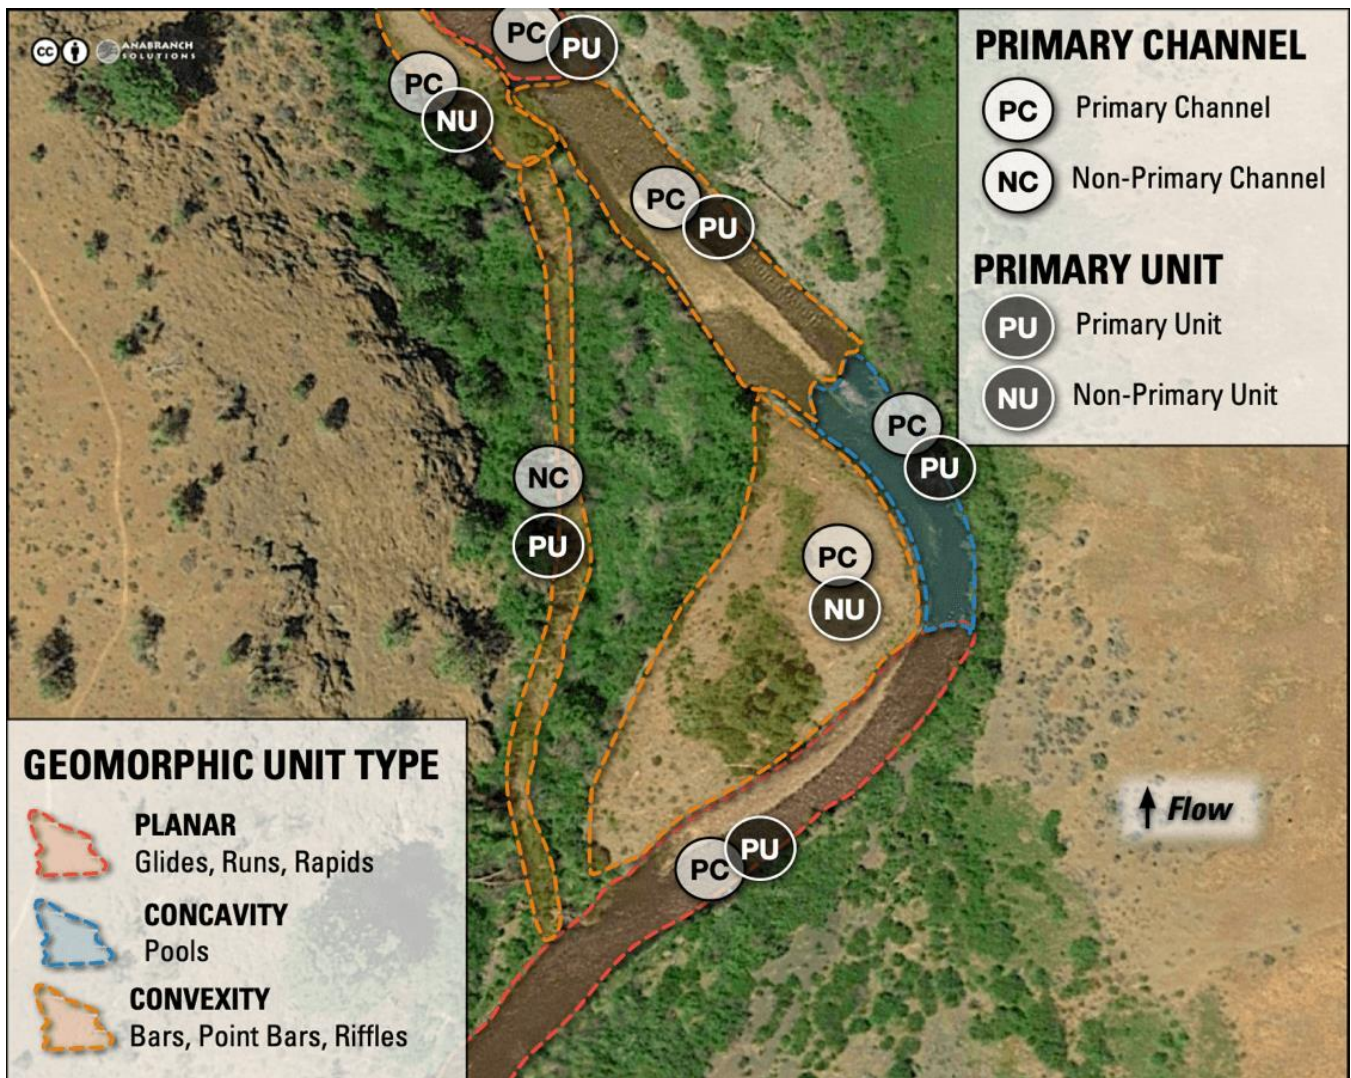 cc
ANABRANCH
SOLUTIONS
PC
PU
PC
NU
PC
PU
PC
PU
NC
PU
PC
NU
PC
PU
PRIMARY CHANNEL
PC Primary Channel
NC Non-Primary Channel
PRIMARY UNIT
PU Primary Unit
NU Non-Primary Unit
Flow
GEOMORPHIC UNIT TYPE
PLANAR
Glides, Runs, Rapids
CONCAVITY
Pools
CONVEXITY
Bars, Point Bars, Riffles